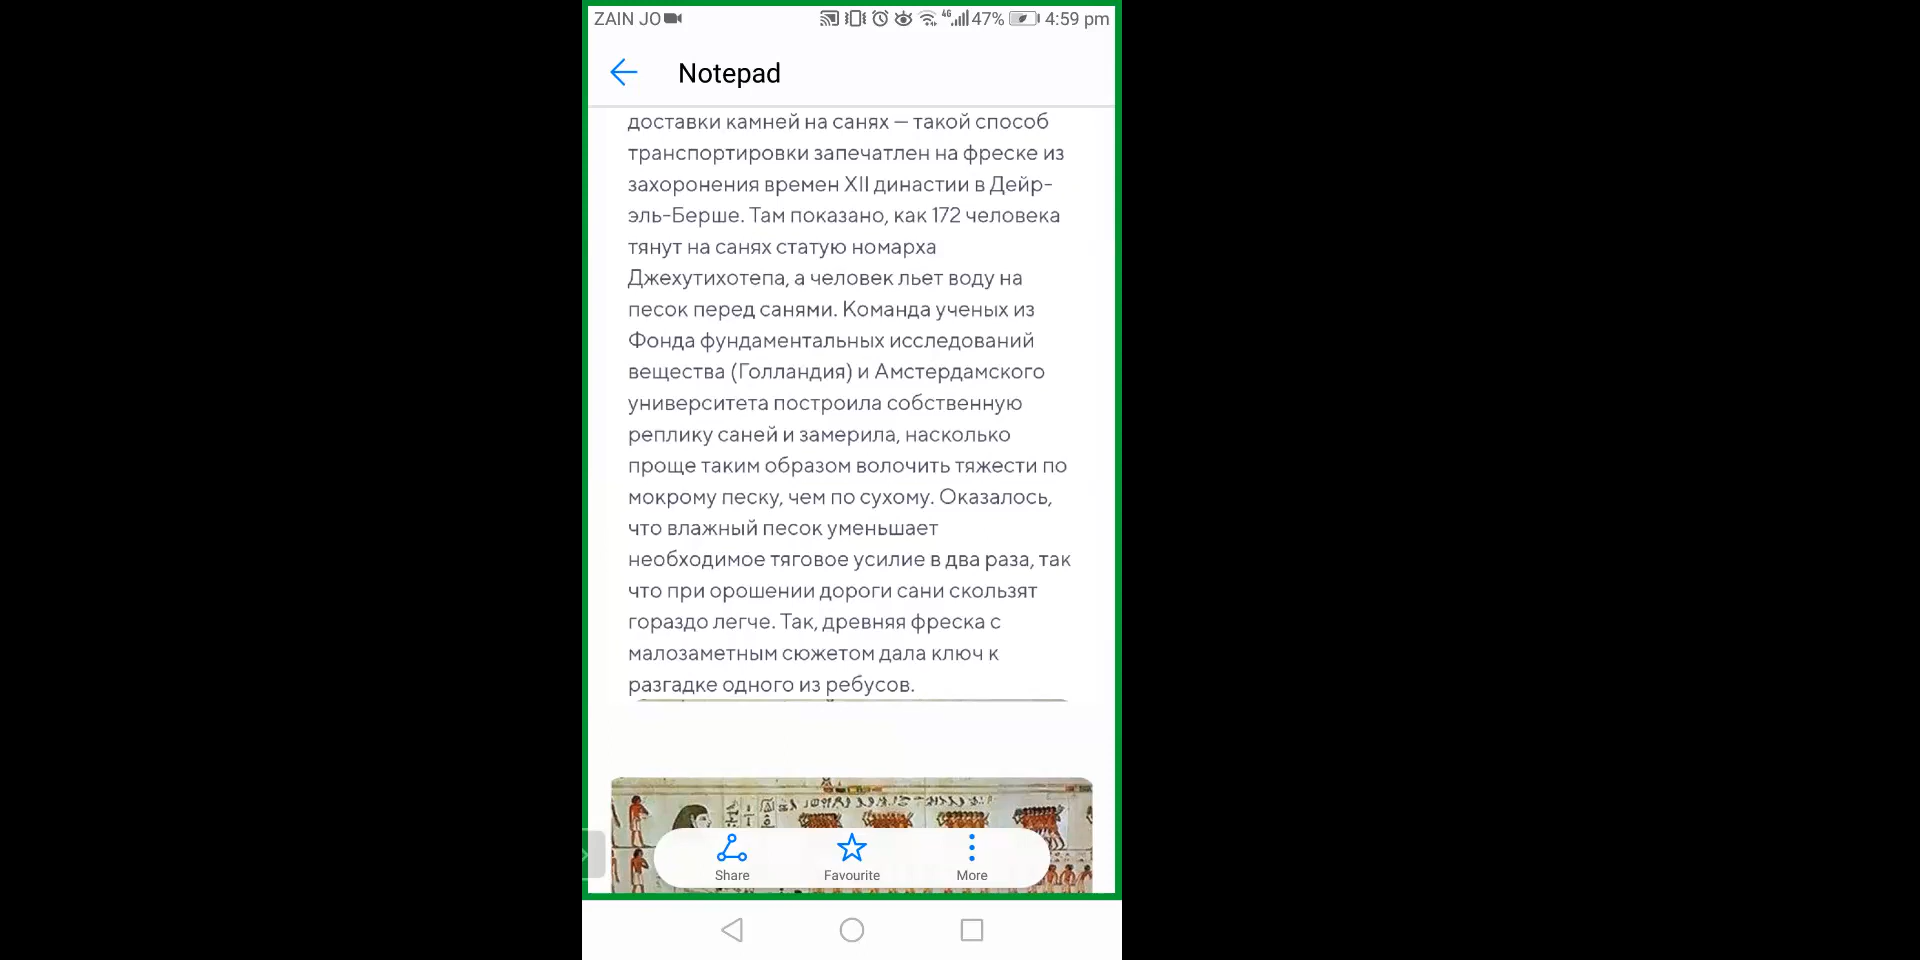 ZAIN JO 4G 47% 4:59 pm
Notepad
доставки камней на санях — такой способ
транспортировки запечатлен на фреске из
захоронения времен XII династии в Дейр-
эль-Берше. Там показано, как 172 человека
тянут на санях статую номарха
Джехутихотепа, а человек льет воду на
песок перед санями. Команда ученых из
Фонда фундаментальных исследований
вещества (Голландия) и Амстердамского
университета построила собственную
реплику саней и замерила, насколько
проще таким образом волочить тяжести по
мокрому песку, чем по сухому. Оказалось,
что влажный песок уменьшает
необходимое тяговое усилие в два раза, так
что при орошении дороги сани скользят
гораздо легче. Так, древняя фреска с
малозаметным сюжетом дала ключ к
разгадке одного из ребусов.
Share Favourite More